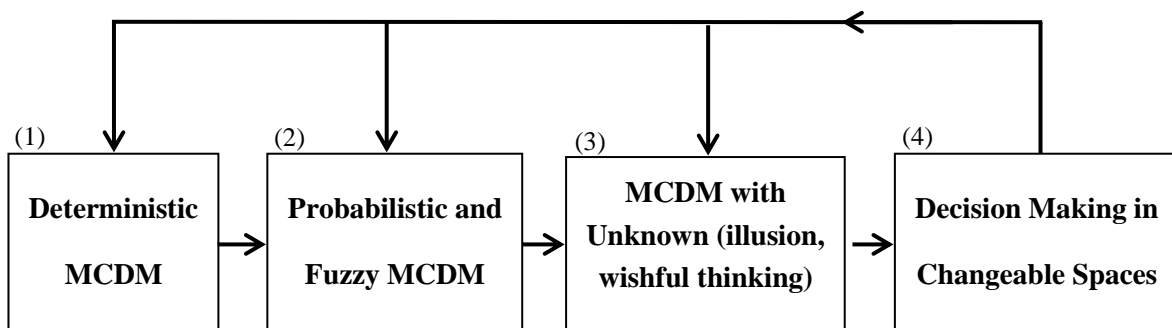 (1)
Deterministic
MCDM
(2)
Probabilistic and
Fuzzy MCDM
(3)
MCDM with
Unknown (illusion,
wishful thinking)
(4)
Decision Making in
Changeable Spaces